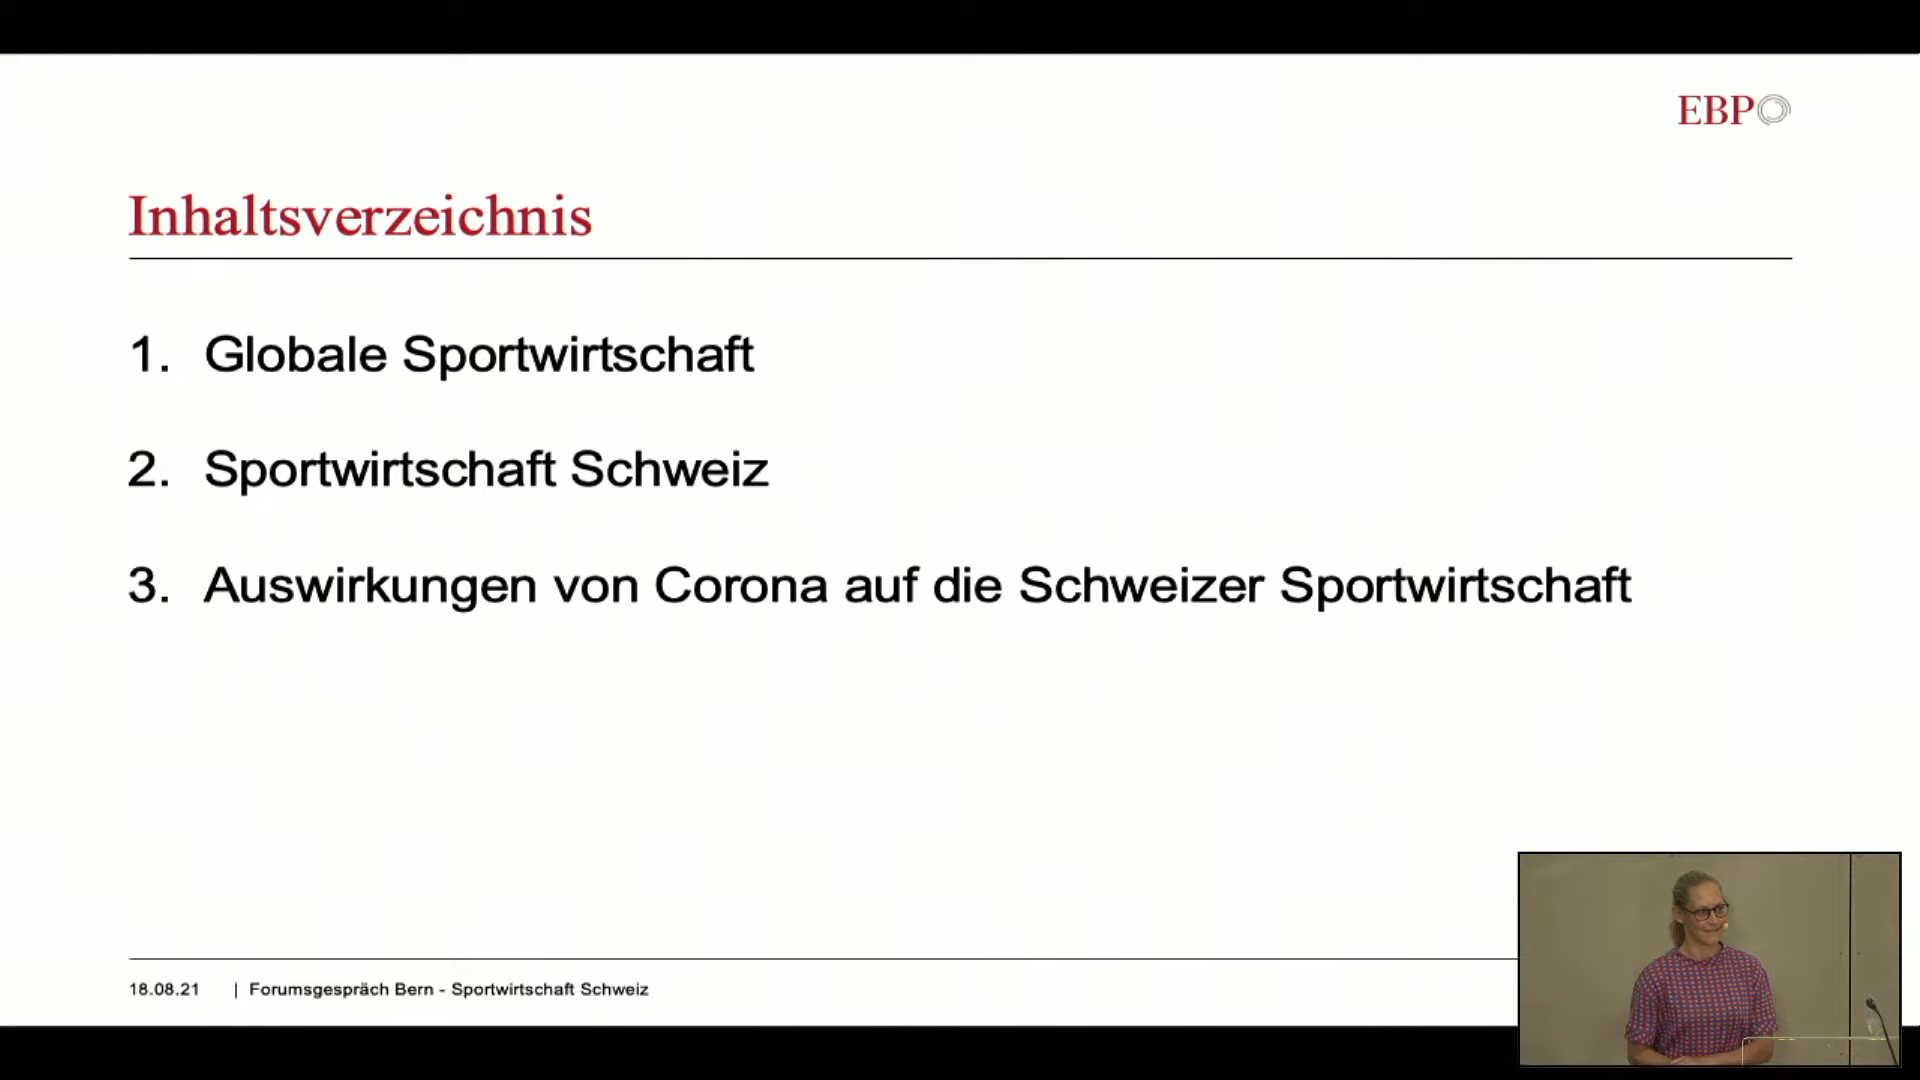 EBP
Inhaltsverzeichnis
1. Globale Sportwirtschaft
2. Sportwirtschaft Schweiz
3. Auswirkungen von Corona auf die Schweizer Sportwirtschaft
18.08.21 | Forumsgespräch Bern - Sportwirtschaft Schweiz